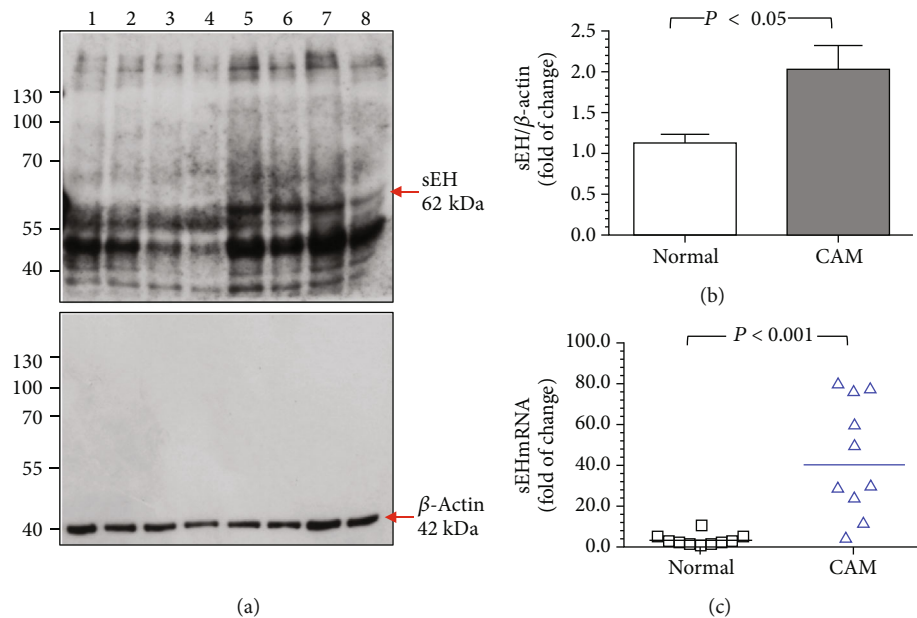 1 2 3 4 5 6 7 8
130
100
70
55
40
sEH
62 kDa
130
100
70
55
40
β-Actin
42 kDa
(a)
P < 0.05
sEH/β-actin
(fold of change)
2.5
2.0
1.5
1.0
0.5
0.0
Normal CAM
(b)
P < 0.001
sEHmRNA
(fold of change)
100.0
80.0
60.0
40.0
20.0
0.0
Normal CAM
(c)